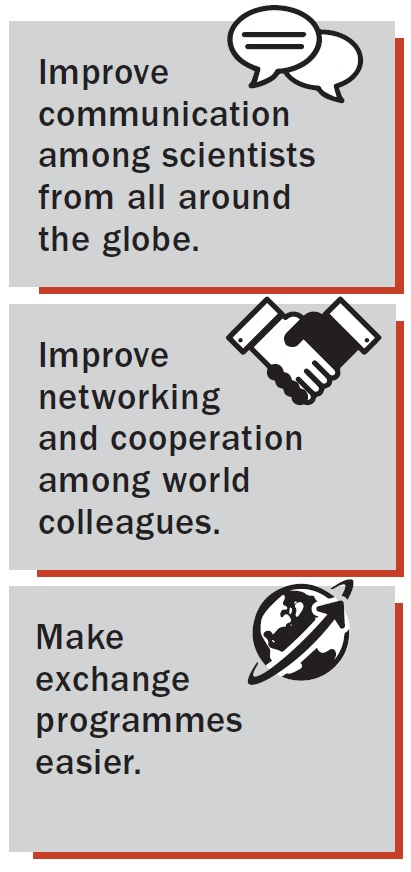 Improve
communication
among scientists
from all around
the globe.
Improve
networking
and cooperation
among world
colleagues.
Make
exchange
programmes
easier.